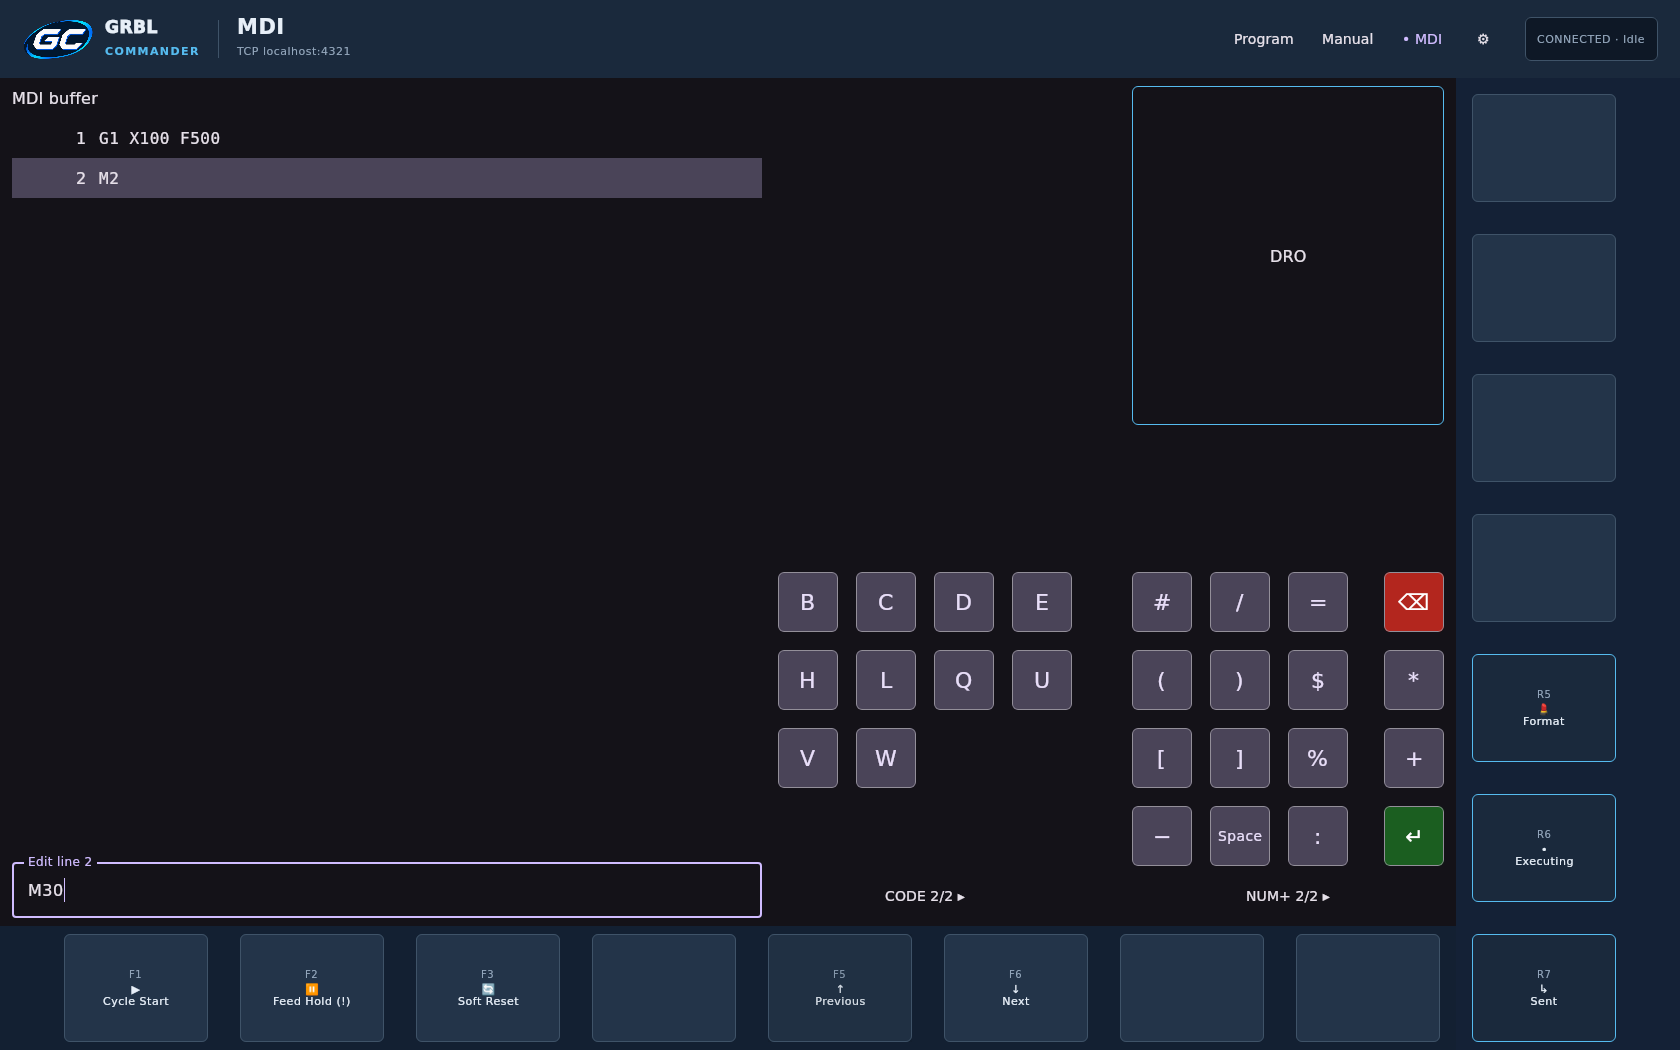 GC
GRBL
COMMANDER
MDI
TCP localhost:4321
Program
Manual
• MDI
CONNECTED · Idle
MDI buffer
1 G1 X100 F500
2 M2
DRO
B C D E
H L Q U
V W
# / = ⌫
( ) $ *
[ ] % +
− Space : ↵
Edit line 2
M30
CODE 2/2 ▸
NUM+ 2/2 ▸
R5
Format
R6
Executing
R7
↳
Sent
F1
▶
Cycle Start
F2
Feed Hold (!)
F3
Soft Reset
F5
↑
Previous
F6
↓
Next